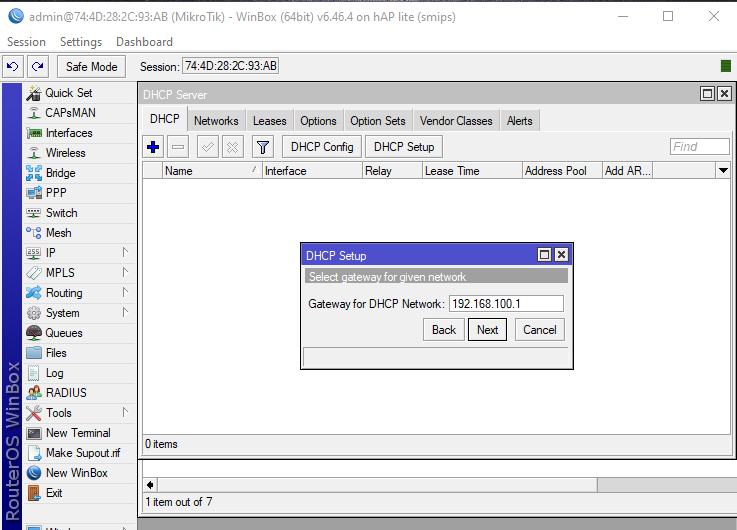 admin@74:4D:28:2C:93:AB (MikroTik) - WinBox (64bit) v6.46.4 on hAP lite (smips)
Session Settings Dashboard
Safe Mode Session: 74:4D:28:2C:93:AB
Quick Set
CAPsMAN
Interfaces
Wireless
Bridge
PPP
Switch
Mesh
IP
MPLS
Routing
System
Queues
Files
Log
RADIUS
Tools
New Terminal
Make Supout.rif
New WinBox
Exit
RouterOS WinBox
DHCP Server
DHCP Networks Leases Options Option Sets Vendor Classes Alerts
DHCP Config DHCP Setup Find
Name Interface Relay Lease Time Address Pool Add AR...
DHCP Setup
Select gateway for given network
Gateway for DHCP Network: 192.168.100.1
Back Next Cancel
0 items
1 item out of 7